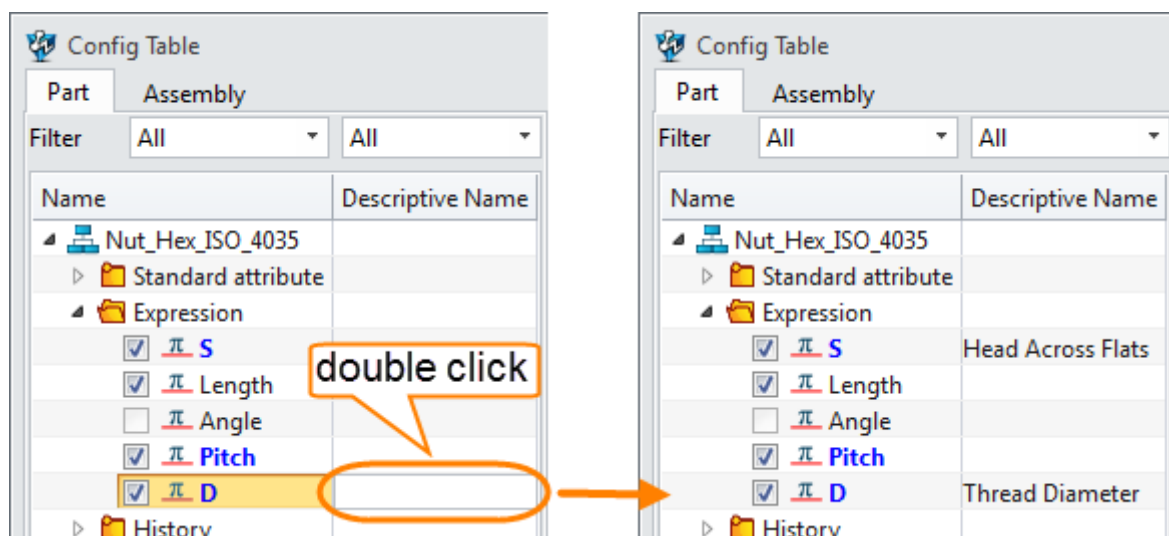 Config Table
Part Assembly
Filter All All
Name Descriptive Name
Nut_Hex_ISO_4035
Standard attribute
Expression
π S
π Length
π Angle
π Pitch
π D
History
double click
Config Table
Part Assembly
Filter All All
Name Descriptive Name
Nut_Hex_ISO_4035
Standard attribute
Expression
π S Head Across Flats
π Length
π Angle
π Pitch
π D Thread Diameter
History